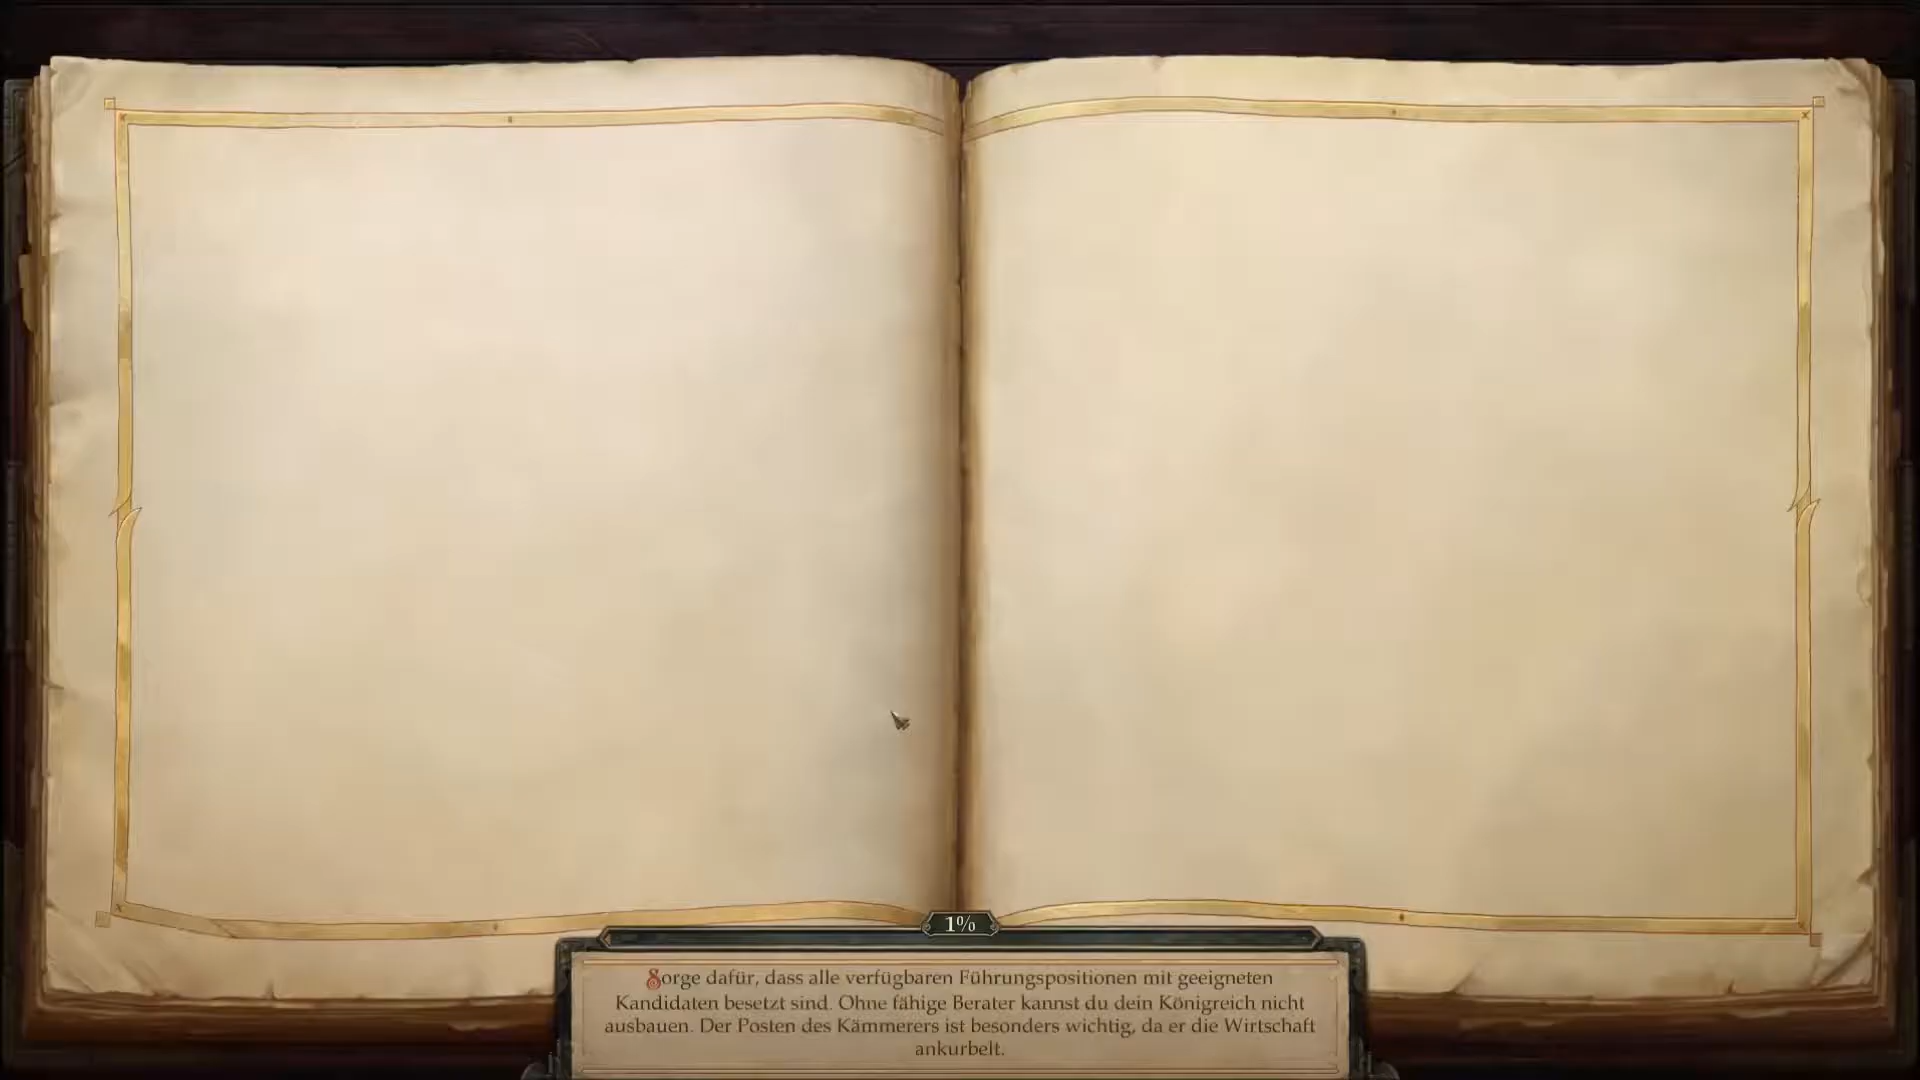 1%
Sorge dafür, dass alle verfügbaren Führungspositionen mit geeigneten
Kandidaten besetzt sind. Ohne fähige Berater kannst du dein Königreich nicht
ausbauen. Der Posten des Kämmerers ist besonders wichtig, da er die Wirtschaft
ankurbelt.